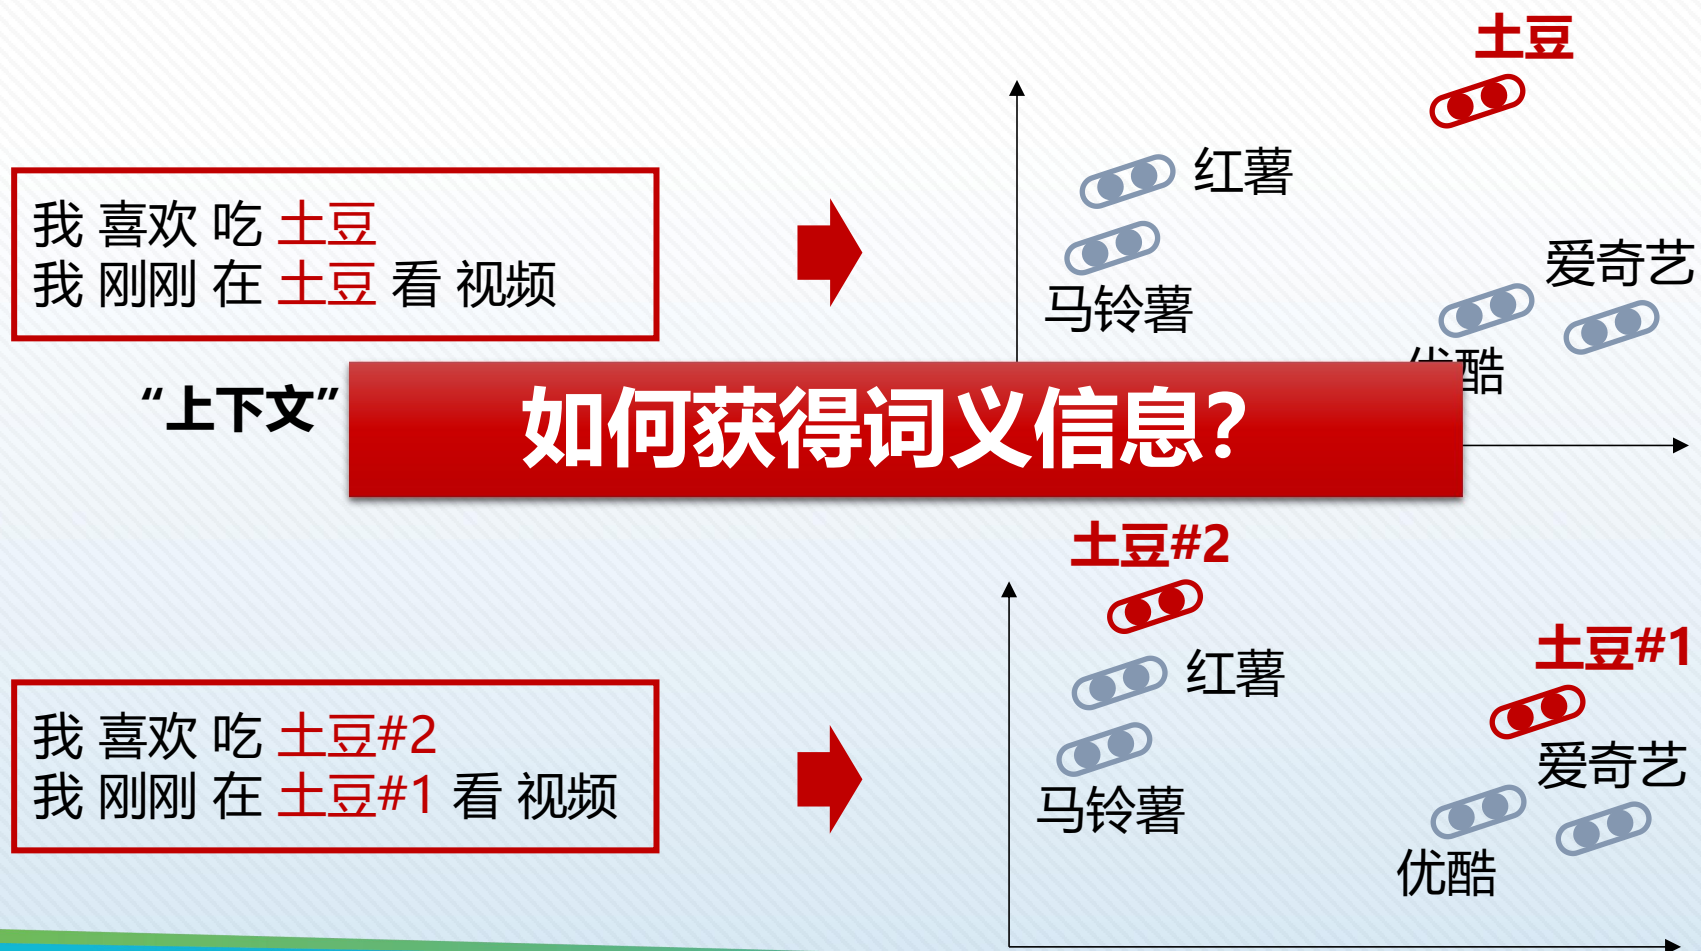 土豆
红薯
我 喜欢 吃 土豆
我 刚刚 在 土豆 看 视频
马铃薯
爱奇艺
优酷
“上下文”
如何获得词义信息？
土豆#2
土豆#1
红薯
我 喜欢 吃 土豆#2
我 刚刚 在 土豆#1 看 视频
马铃薯
爱奇艺
优酷